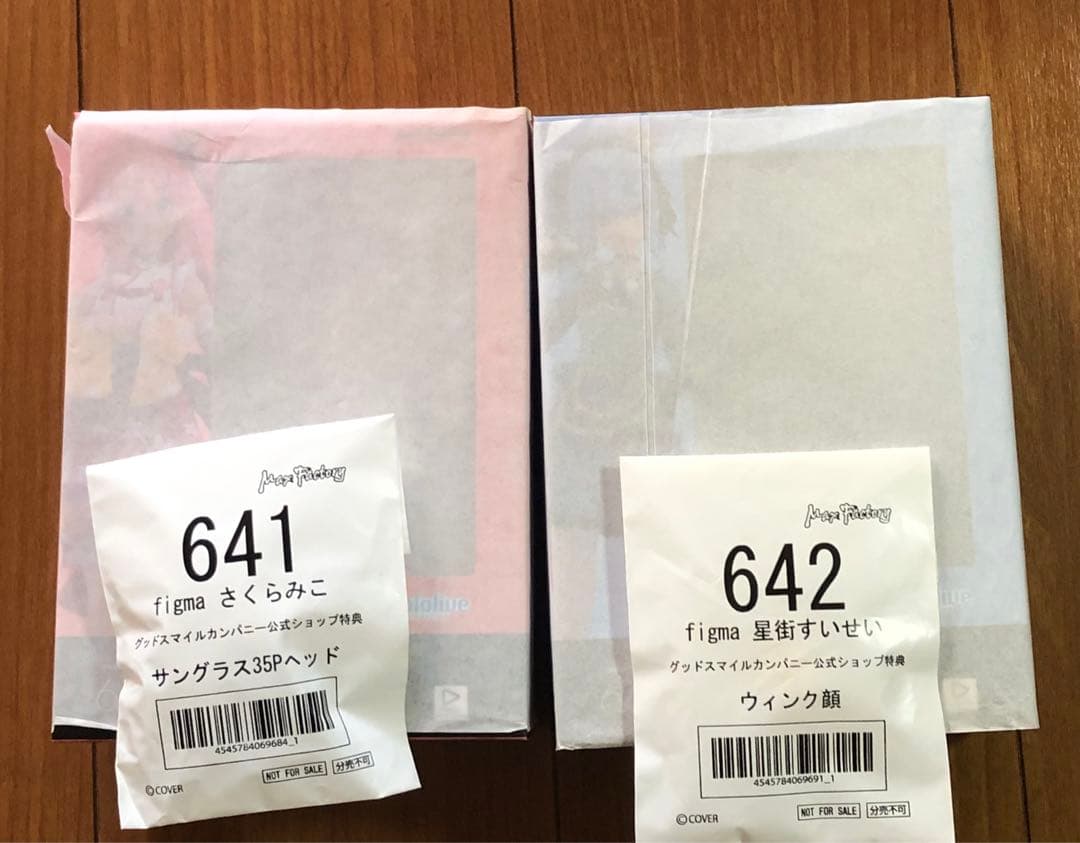 Max Factory
641
figma さくらみこ
グッドスマイルカンパニー公式ショップ特典
サングラス35Pヘッド
4545784069684_1
NOT FOR SALE 分売不可
©COVER
Max Factory
642
figma 星街すいせい
グッドスマイルカンパニー公式ショップ特典
ウィンク顔
4545784069691_1
NOT FOR SALE 分売不可
©COVER